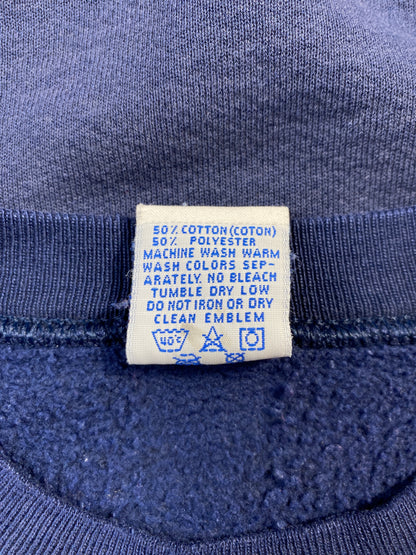 50% COTTON (COTON)
50% POLYESTER
MACHINE WASH WARM
WASH COLORS SEP-
ARATELY. NO BLEACH
TUMBLE DRY LOW
DO NOT IRON OR DRY
CLEAN EMBLEM
40°C